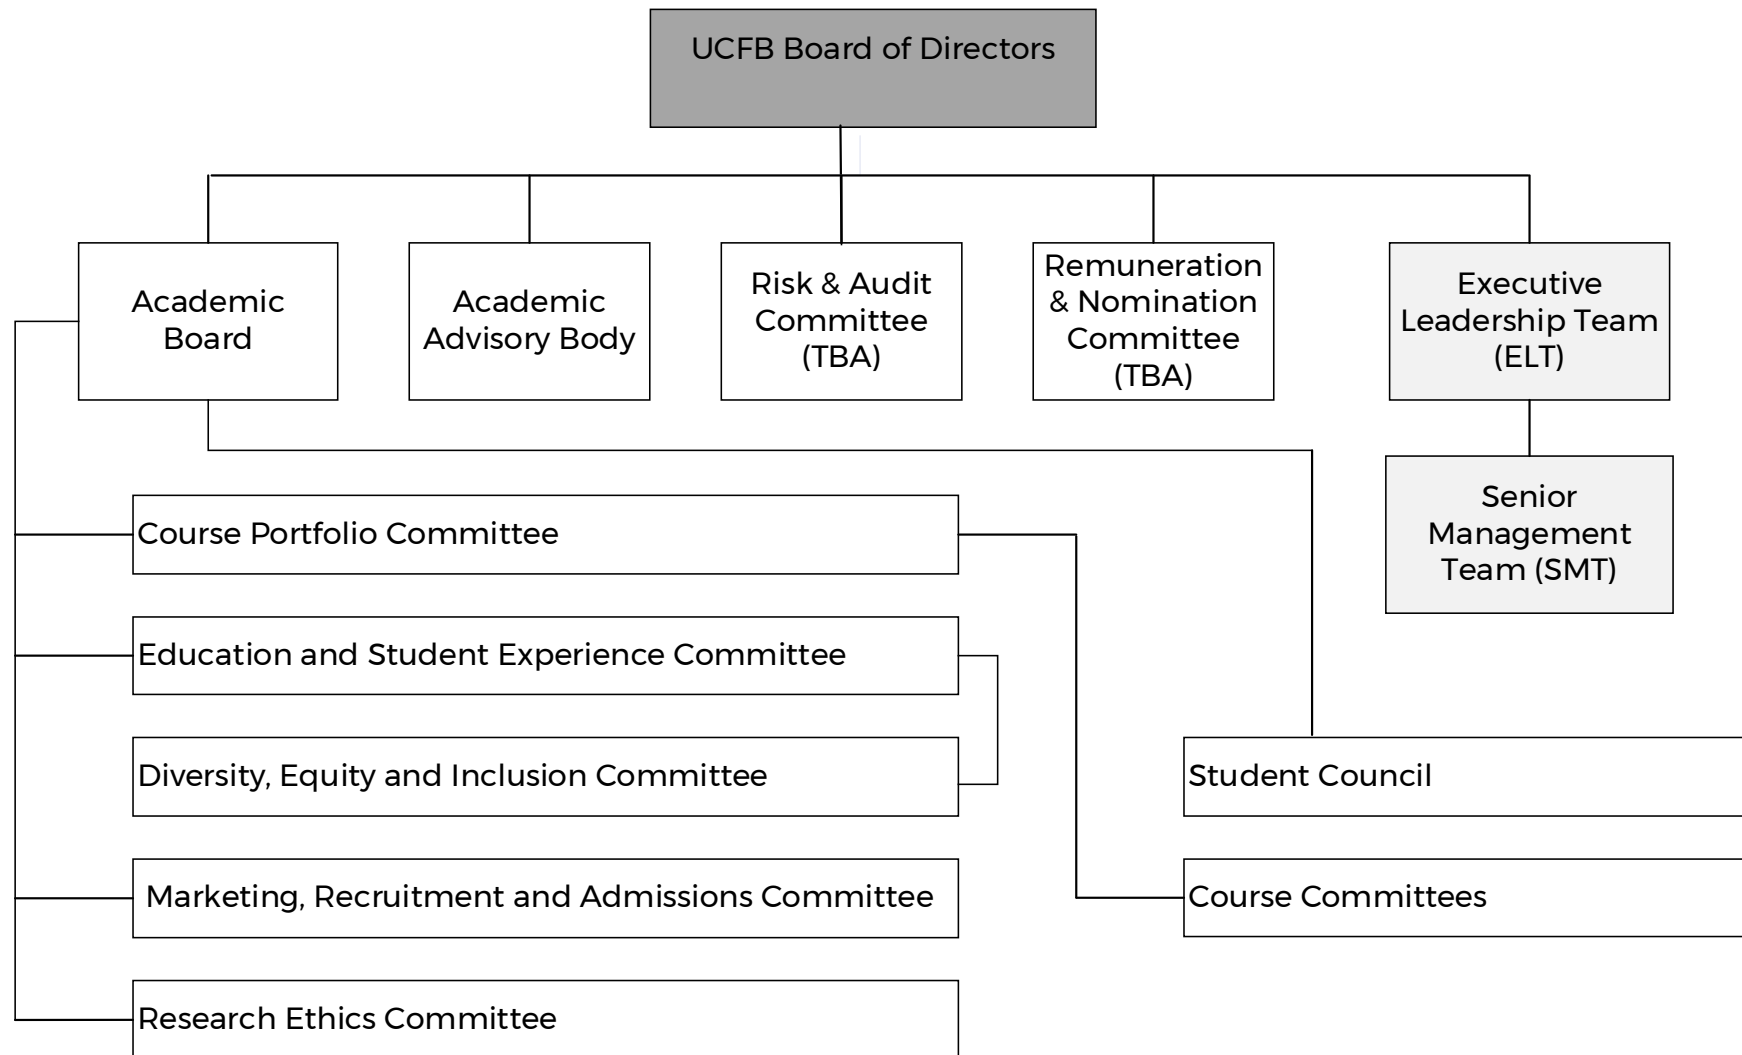 UCFB Board of Directors
Academic
Board
Academic
Advisory Body
Risk & Audit
Committee
(TBA)
Remuneration
& Nomination
Committee
(TBA)
Executive
Leadership Team
(ELT)
Senior
Management
Team (SMT)
Course Portfolio Committee
Education and Student Experience Committee
Diversity, Equity and Inclusion Committee
Student Council
Marketing, Recruitment and Admissions Committee
Course Committees
Research Ethics Committee